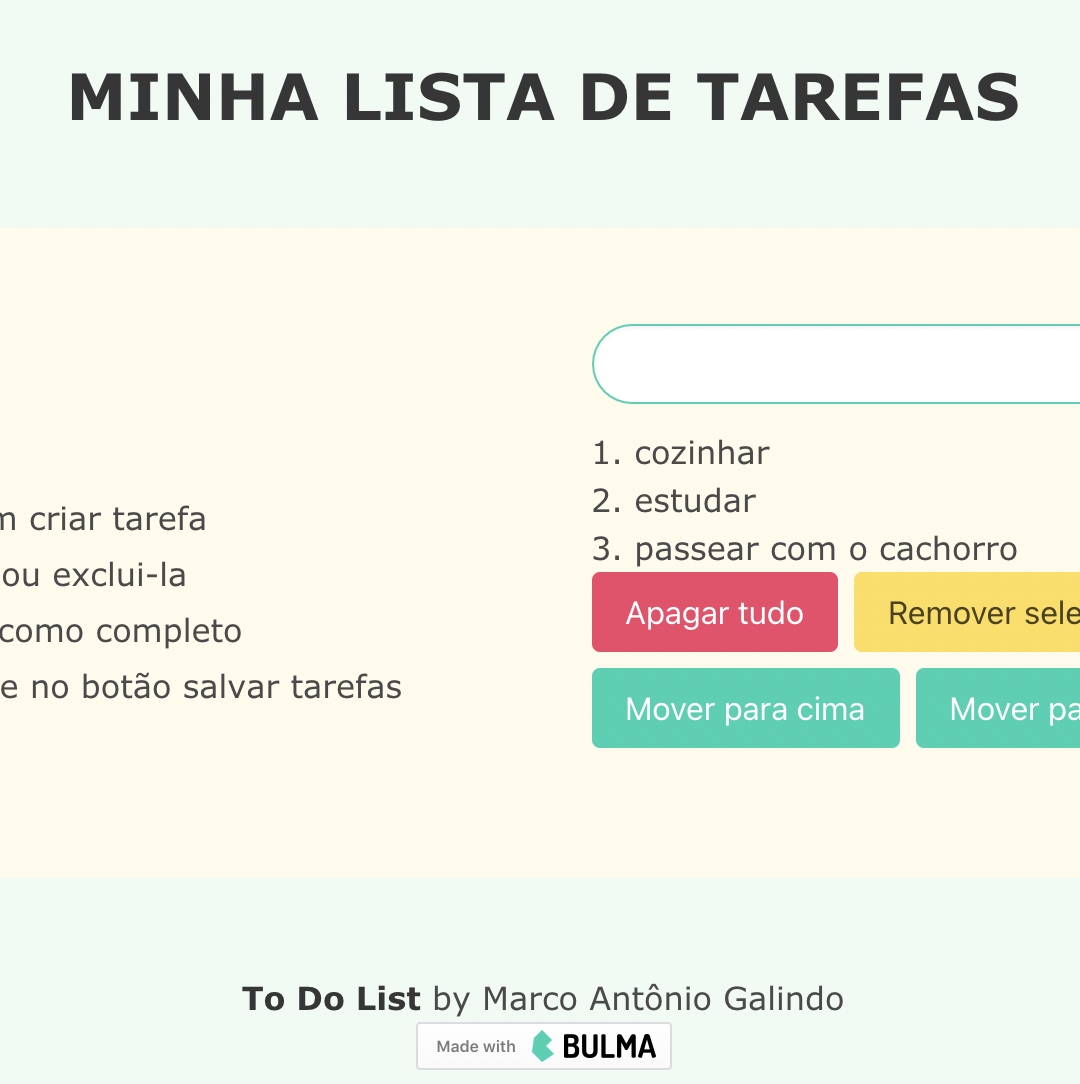 MINHA LISTA DE TAREFAS
criar tarefa
ou exclui-la
como completo
e no botão salvar tarefas
1. cozinhar
2. estudar
3. passear com o cachorro
Apagar tudo Remover
Mover para cima Mover
To Do List by Marco Antônio Galindo
Made with BULMA